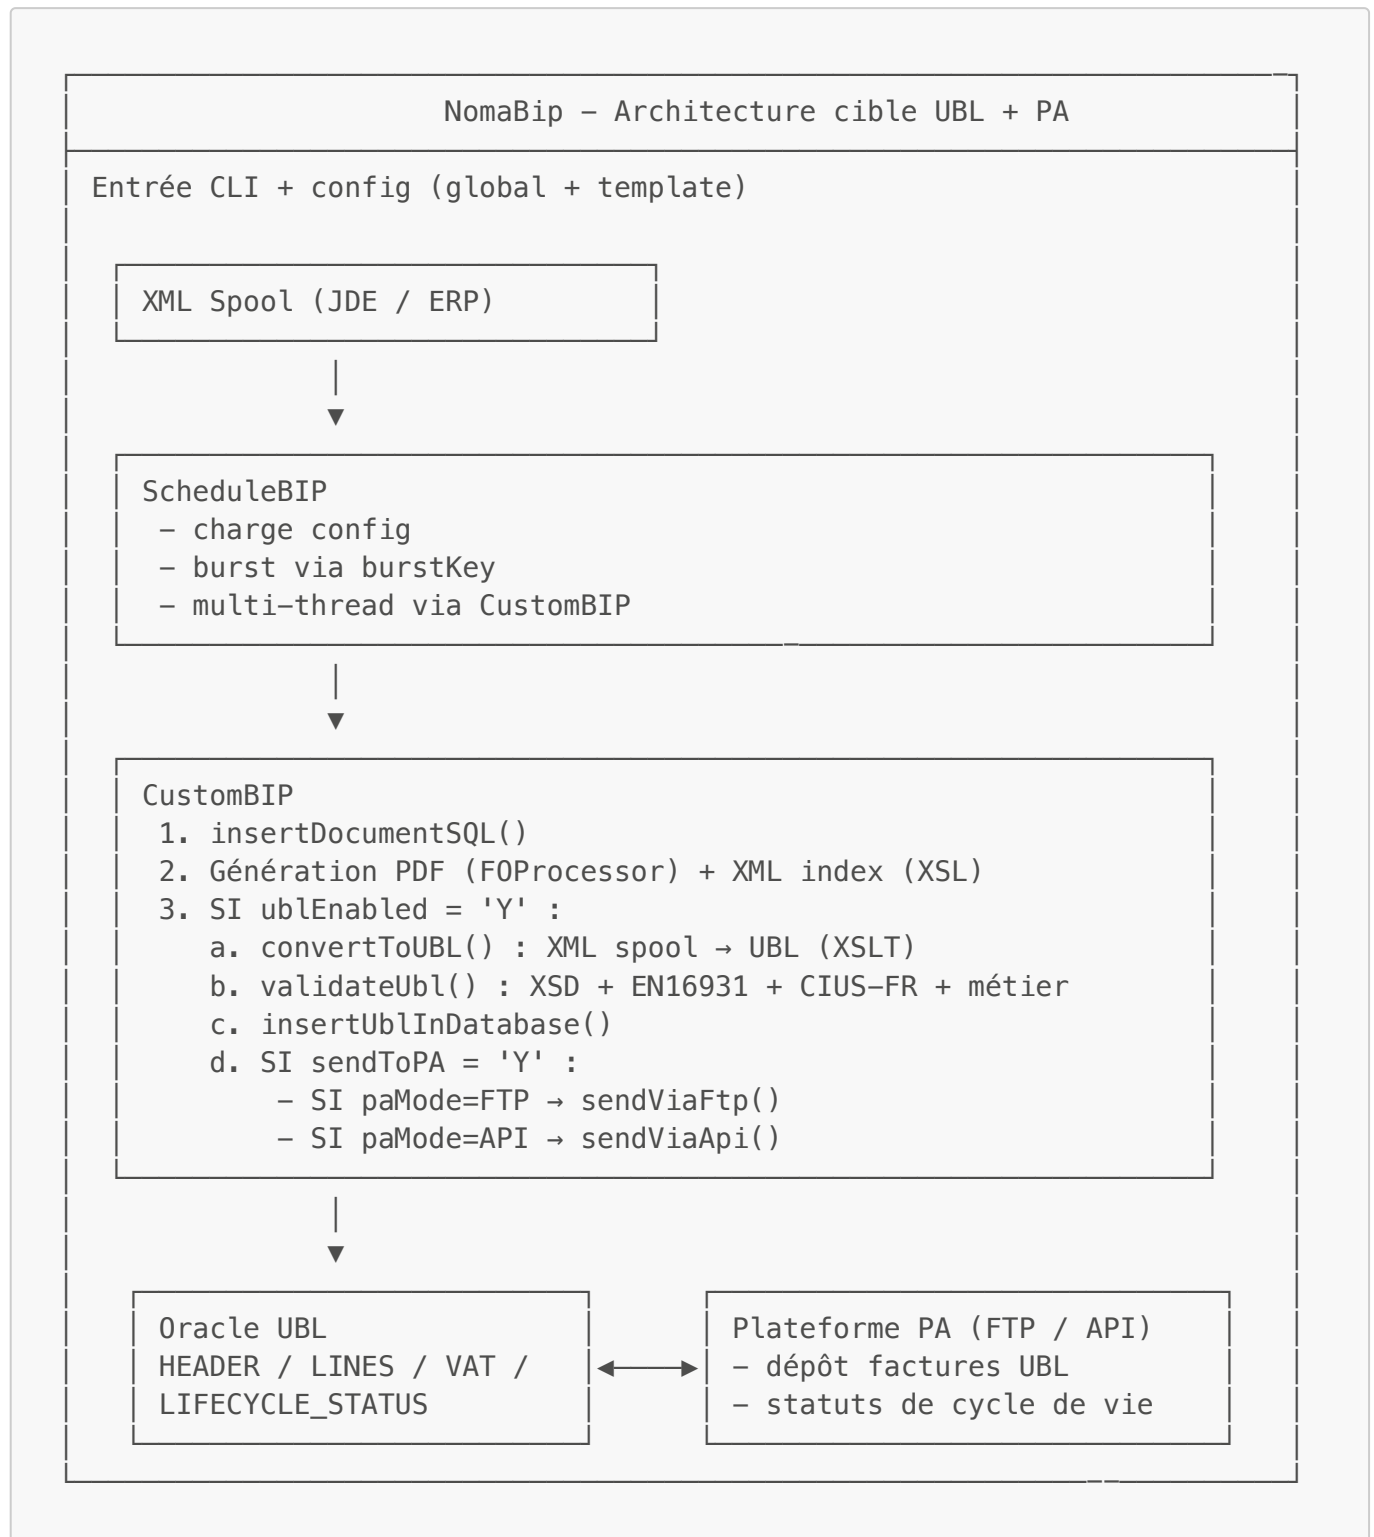 NomaBip – Architecture cible UBL + PA
Entrée CLI + config (global + template)
XML Spool (JDE / ERP)
ScheduleBIP
– charge config
– burst via burstKey
– multi-thread via CustomBIP
CustomBIP
1. insertDocumentSQL()
2. Génération PDF (FOProcessor) + XML index (XSL)
3. SI ublEnabled = 'Y' :
a. convertToUBL() : XML spool → UBL (XSLT)
b. validateUbl() : XSD + EN16931 + CIUS-FR + métier
c. insertUblInDatabase()
d. SI sendToPA = 'Y' :
– SI paMode=FTP → sendViaFtp()
– SI paMode=API → sendViaApi()
Oracle UBL
HEADER / LINES / VAT /
LIFECYCLE_STATUS
Plateforme PA (FTP / API)
– dépôt factures UBL
– statuts de cycle de vie